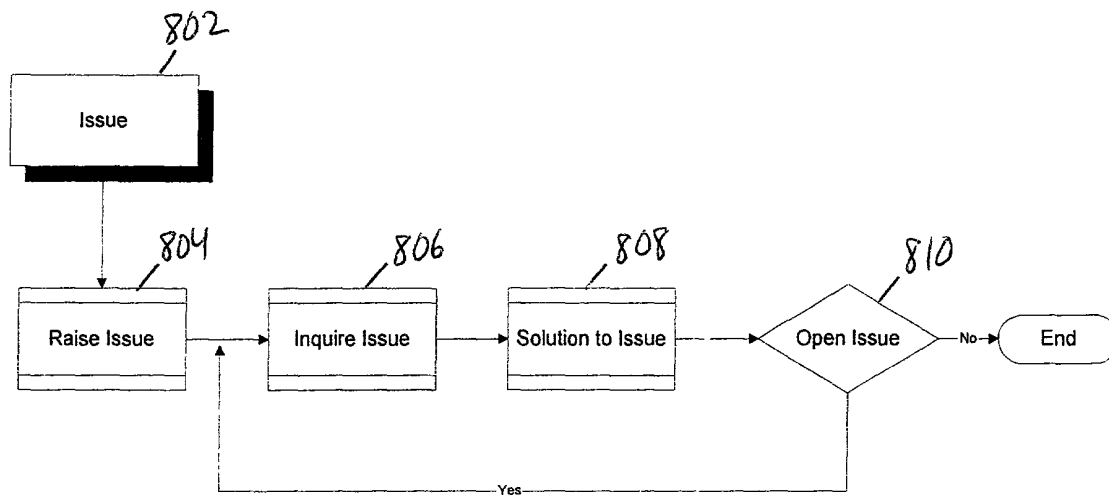 802
Issue
804
806
808
810
Raise Issue
Inquire Issue
Solution to Issue
Open Issue
No
End
Yes